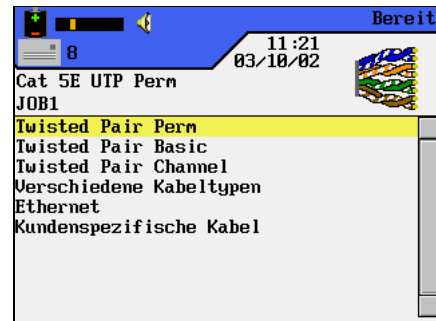 Bereit
8
11:21
03/10/02
Cat 5E UTP Perm
JOB1
Twisted Pair Perm
Twisted Pair Basic
Twisted Pair Channel
Verschiedene Kabeltypen
Ethernet
Kundenspezifische Kabel